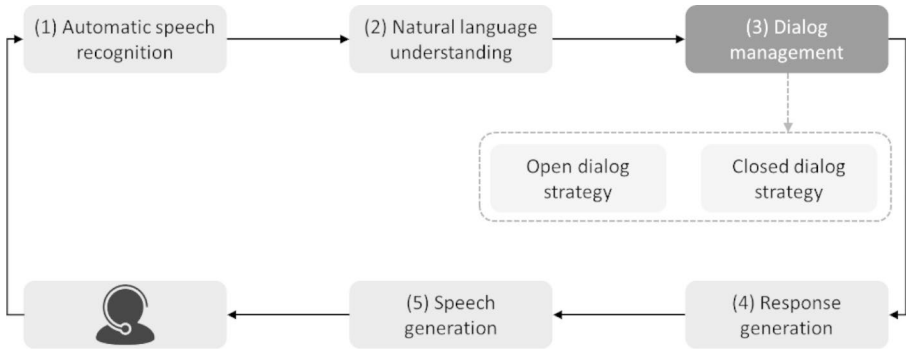 (1) Automatic speech
recognition
(2) Natural language
understanding
(3) Dialog
management
Open dialog
strategy
Closed dialog
strategy
(5) Speech
generation
(4) Response
generation